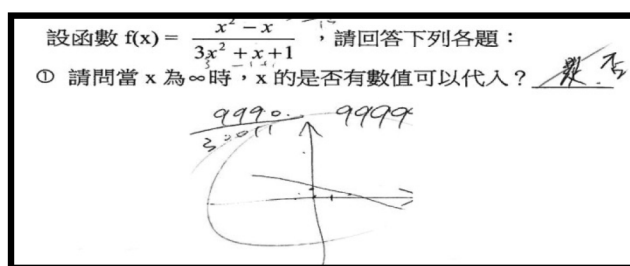 設函數 f(x) = x² − x / 3x² + x + 1 ,請回答下列各題:
① 請問當 x 為∞時,x 的是否有數值可以代入? 否
9990. 9999